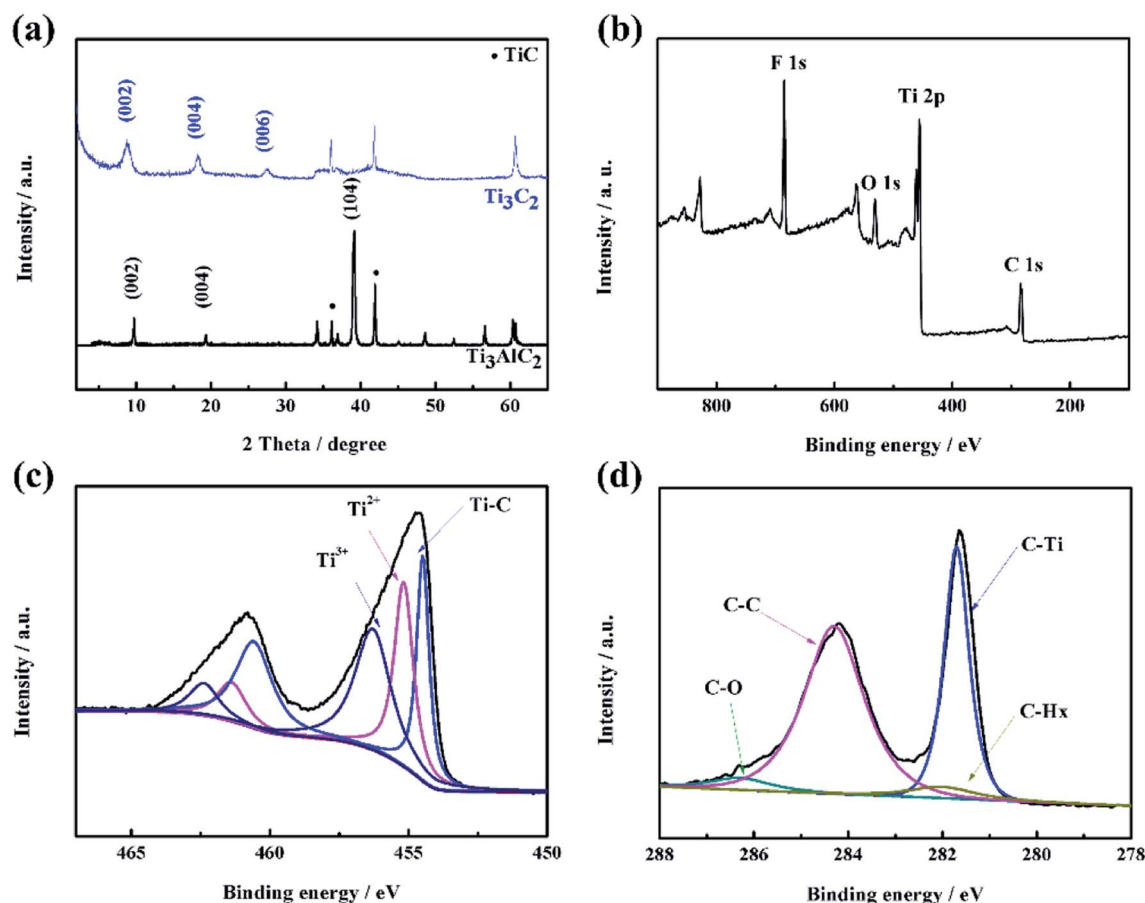 (a)
• TiC
(002)
(004)
(006)
Ti₃C₂
(104)
(002)
(004)
Ti₃AlC₂
Intensity / a.u.
10 20 30 40 50 60
2 Theta / degree
(b)
F 1s
Ti 2p
O 1s
C 1s
Intensity / a. u.
800 600 400 200
Binding energy / eV
(c)
Ti²⁺
Ti-C
Ti³⁺
Intensity / a.u.
465 460 455 450
Binding energy / eV
(d)
C-Ti
C-C
C-O
C-Hx
Intensity / a.u.
288 286 284 282 280 278
Binding energy / eV